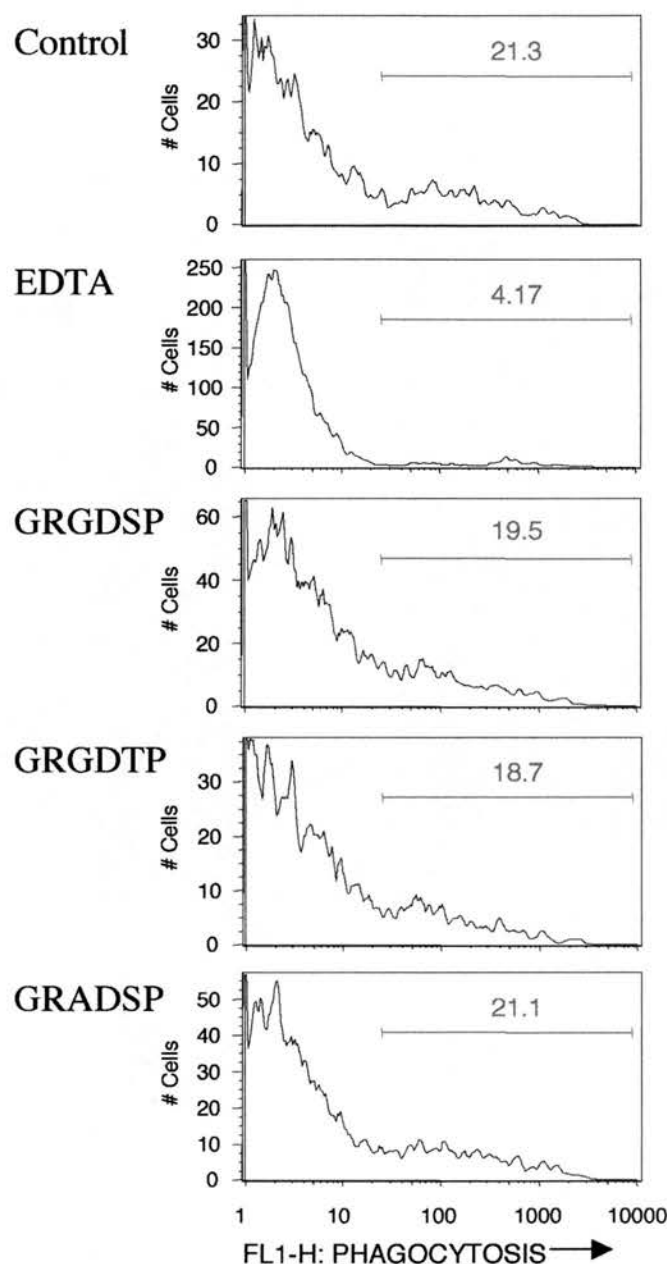 Control
# Cells
30
20
10
0
21.3
EDTA
# Cells
250
200
150
100
50
0
4.17
GRGDSP
# Cells
60
40
20
0
19.5
GRGDTP
# Cells
30
20
10
0
18.7
GRADSP
# Cells
50
40
30
20
10
0
21.1
1 10 100 1000 10000
FL1-H: PHAGOCYTOSIS